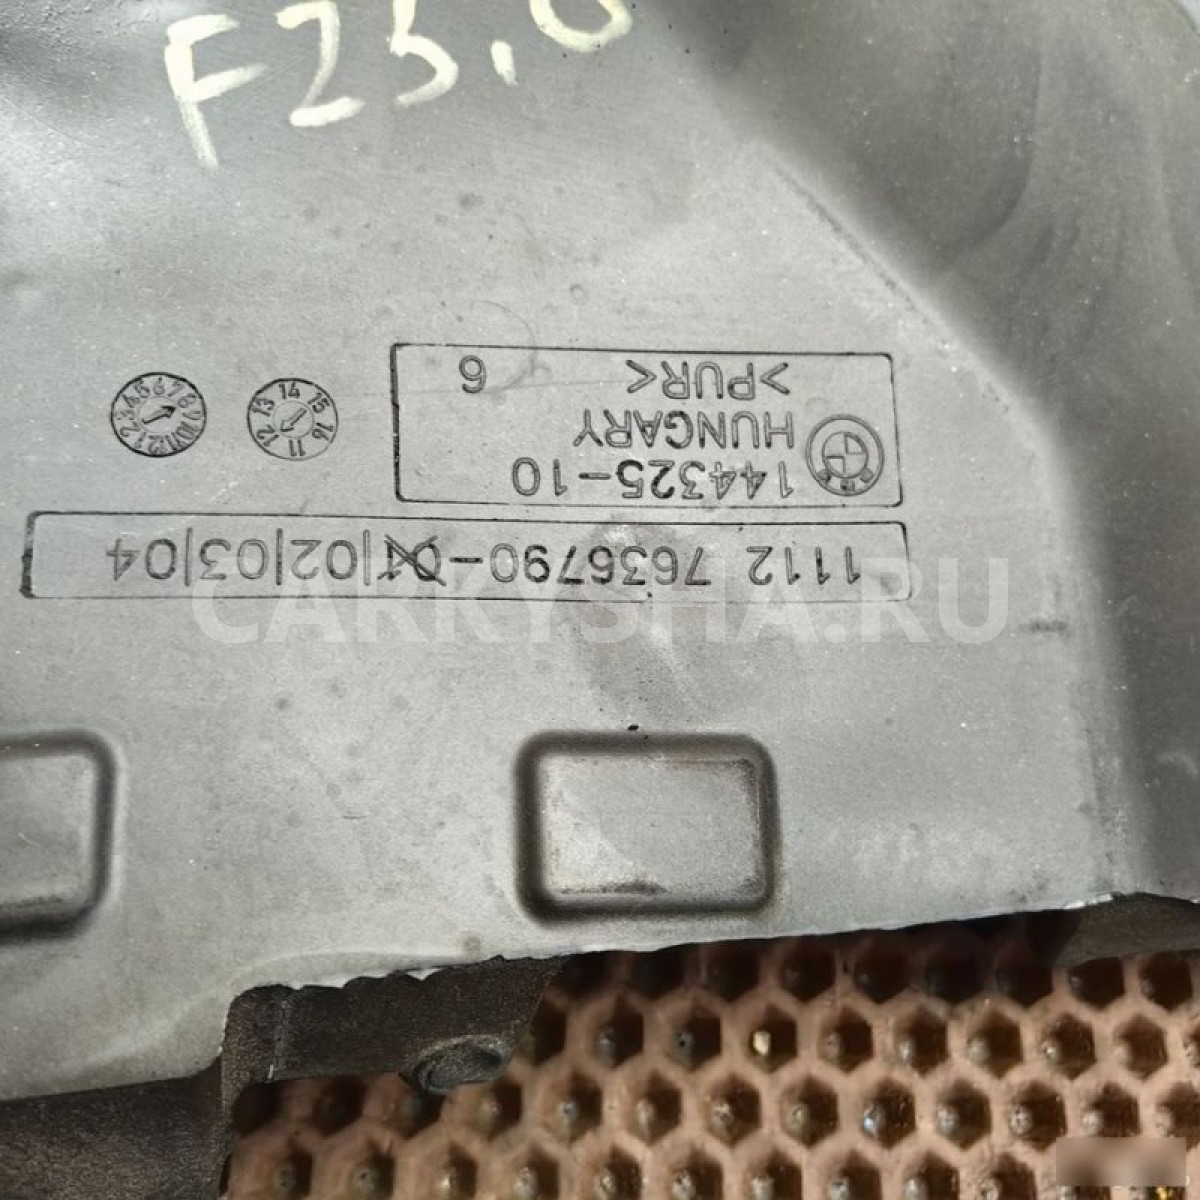 F25.0
1112 7636790-01|02|03|04
144325-10
HUNGARY
>PUR<
6
BMW
1 2 3 4 5 6 7 8 9 10 11 12
11 12 13 14 15 16
CARKYSHA.RU